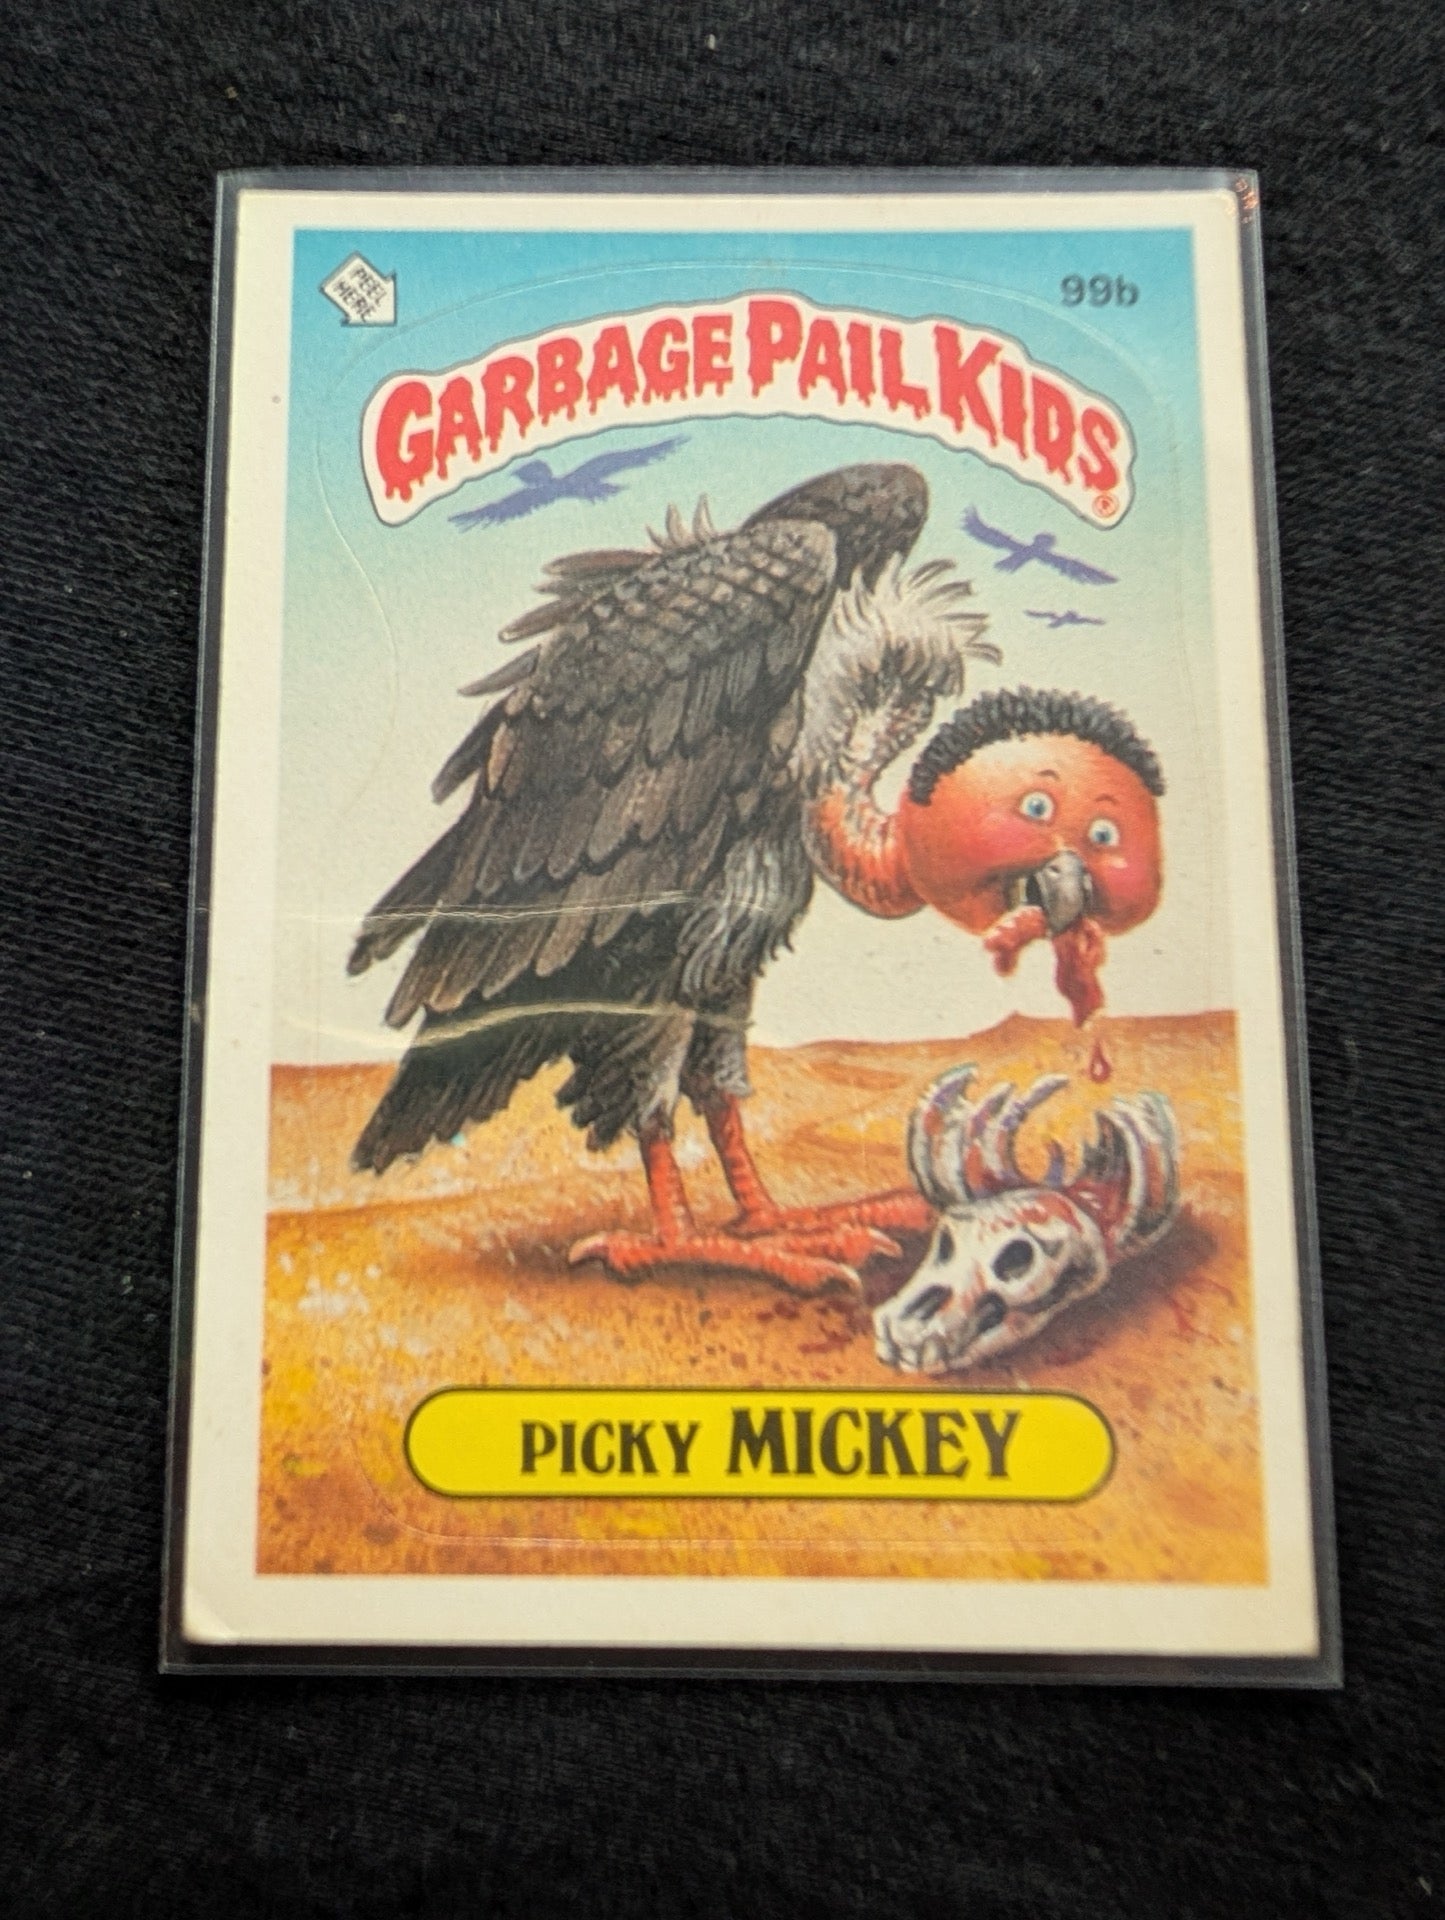 PEEL
HERE
99b
GARBAGE PAIL KIDS®
PICKY MICKEY